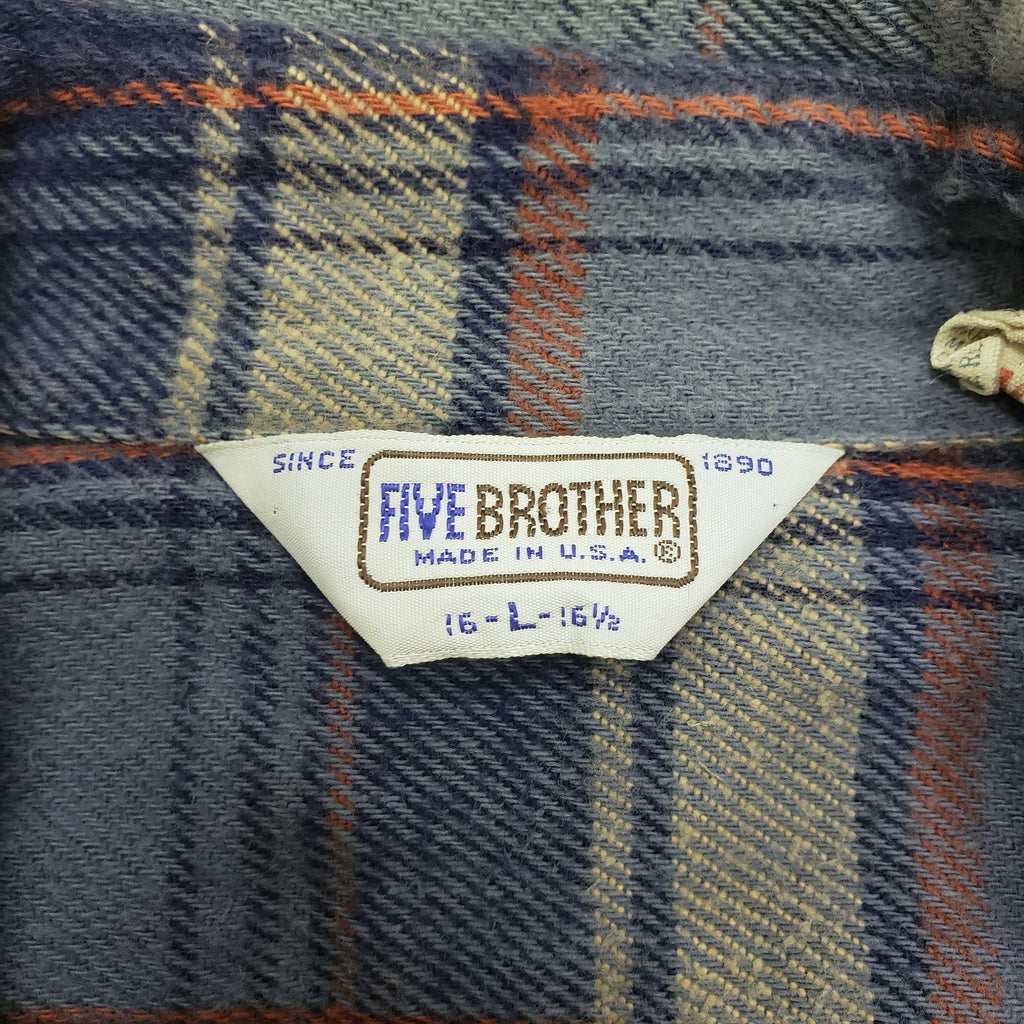 SINCE 1890
FIVE BROTHER
MADE IN U.S.A. ®
16-L-16½